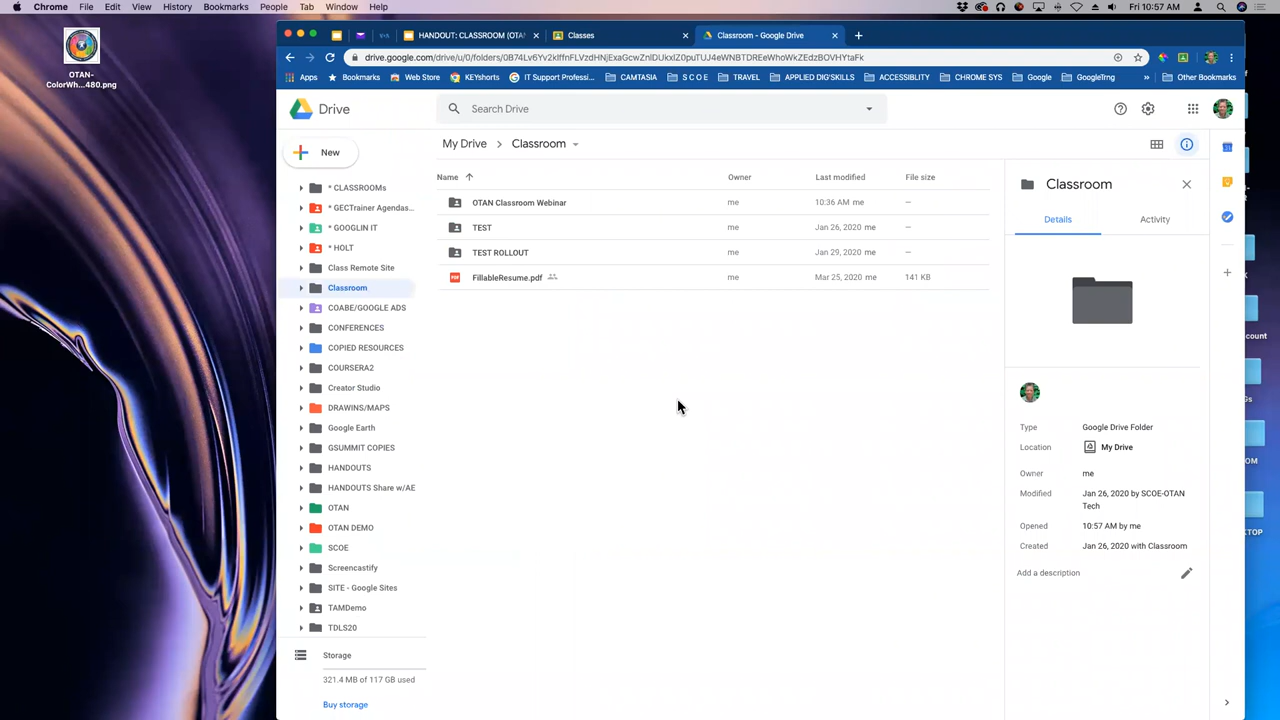 Chrome File Edit View History Bookmarks People Tab Window Help
Fri 10:57 AM
OTAN-
ColorWh...480.png
HANDOUT: CLASSROOM (OTA
Classes
Classroom - Google Drive
drive.google.com/drive/u/0/folders/0B74Lv6Yv2klfFnFLVzdHNjExaGcwZnlDUkxIZ0puTUJ4eWNBTDREeWhoWkZEdzBOVHYtaFk
Apps Bookmarks Web Store KEYshorts IT Support Profession... CAMTASIA S C O E TRAVEL APPLIED DIG'SKILLS ACCESSIBLITY CHROME SYS Google GoogleTrng Other Bookmarks
Drive
Search Drive
New
My Drive > Classroom
Name Owner Last modified File size
OTAN Classroom Webinar me 10:36 AM me –
TEST me Jan 26, 2020 me –
TEST ROLLOUT me Jan 29, 2020 me –
FillableResume.pdf me Mar 25, 2020 me 141 KB
* CLASSROOMs
* GECTrainer Agendas...
* GOOGLIN IT
* HOLT
Class Remote Site
Classroom
COABE/GOOGLE ADS
CONFERENCES
COPIED RESOURCES
COURSERA2
Creator Studio
DRAWINS/MAPS
Google Earth
GSUMMIT COPIES
HANDOUTS
HANDOUTS Share w/AE
OTAN
OTAN DEMO
SCOE
Screencastify
SITE - Google Sites
TAMDemo
TDLS20
Storage
321.4 MB of 117 GB used
Buy storage
Classroom
Details Activity
Type Google Drive Folder
Location My Drive
Owner me
Modified Jan 26, 2020 by SCOE-OTAN
Tech
Opened 10:57 AM by me
Created Jan 26, 2020 with Classroom
Add a description
count
Gs
OM
KTOP